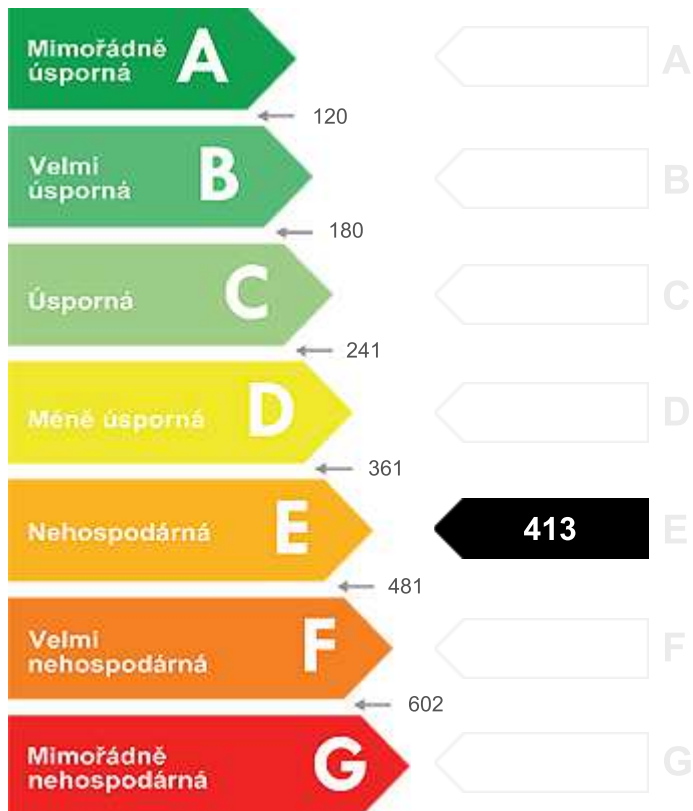 Mimořádně
úsporná
A
A
120
Velmi
úsporná
B
B
180
Úsporná
C
C
241
Méně úsporná
D
D
361
Nehospodárná
E
413
E
481
Velmi
nehospodárná
F
F
602
Mimořádně
nehospodárná
G
G